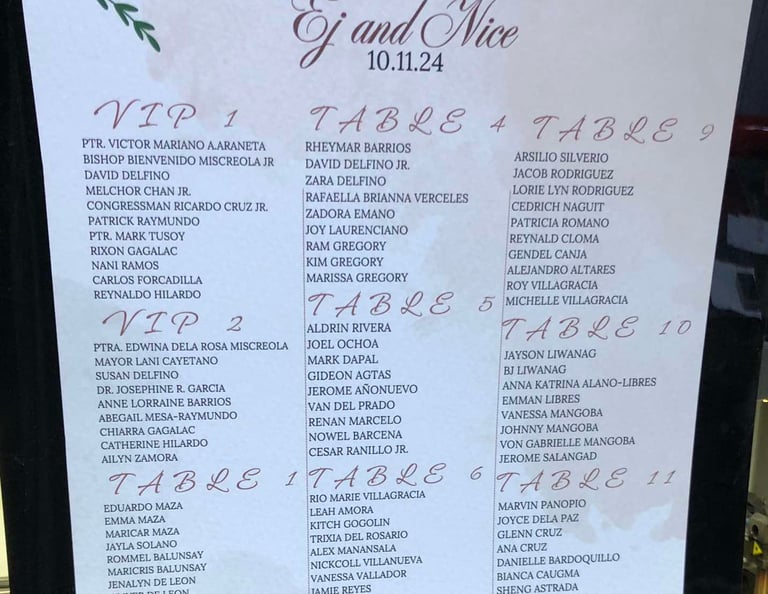 Ej and Nice
10.11.24
VIP 1
PTR. VICTOR MARIANO A.ARANETA
BISHOP BIENVENIDO MISCREOLA JR
DAVID DELFINO
MELCHOR CHAN JR.
CONGRESSMAN RICARDO CRUZ JR.
PATRICK RAYMUNDO
PTR. MARK TUSOY
RIXON GAGALAC
NANI RAMOS
CARLOS FORCADILLA
REYNALDO HILARDO
VIP 2
PTRA. EDWINA DELA ROSA MISCREOLA
MAYOR LANI CAYETANO
SUSAN DELFINO
DR. JOSEPHINE R. GARCIA
ANNE LORRAINE BARRIOS
ABEGAIL MESA-RAYMUNDO
CHIARRA GAGALAC
CATHERINE HILARDO
AILYN ZAMORA
TABLE 1
EDUARDO MAZA
EMMA MAZA
MARICAR MAZA
JAYLA SOLANO
ROMMEL BALUNSAY
MARICRIS BALUNSAY
JENALYN DE LEON
DE LEON
TABLE 4
RHEYMAR BARRIOS
DAVID DELFINO JR.
ZARA DELFINO
RAFAELLA BRIANNA VERCELES
ZADORA EMANO
JOY LAURENCIANO
RAM GREGORY
KIM GREGORY
MARISSA GREGORY
TABLE 5
ALDRIN RIVERA
JOEL OCHOA
MARK DAPAL
GIDEON AGTAS
JEROME AÑONUEVO
VAN DEL PRADO
RENAN MARCELO
NOWEL BARCENA
CESAR RANILLO JR.
TABLE 6
RIO MARIE VILLAGRACIA
LEAH AMORA
KITCH GOGOLIN
TRIXIA DEL ROSARIO
ALEX MANANSALA
NICKCOLL VILLANUEVA
VANESSA VALLADOR
JAMIE REYES
TABLE 9
ARSILIO SILVERIO
JACOB RODRIGUEZ
LORIE LYN RODRIGUEZ
CEDRICH NAGUIT
PATRICIA ROMANO
REYNALD CLOMA
GENDEL CANJA
ALEJANDRO ALTARES
ROY VILLAGRACIA
MICHELLE VILLAGRACIA
TABLE 10
JAYSON LIWANAG
BJ LIWANAG
ANNA KATRINA ALANO-LIBRES
EMMAN LIBRES
VANESSA MANGOBA
JOHNNY MANGOBA
VON GABRIELLE MANGOBA
JEROME SALANGAD
TABLE 11
MARVIN PANOPIO
JOYCE DELA PAZ
GLENN CRUZ
ANA CRUZ
DANIELLE BARDOQUILLO
BIANCA CAUGMA
SHENG ASTRADA